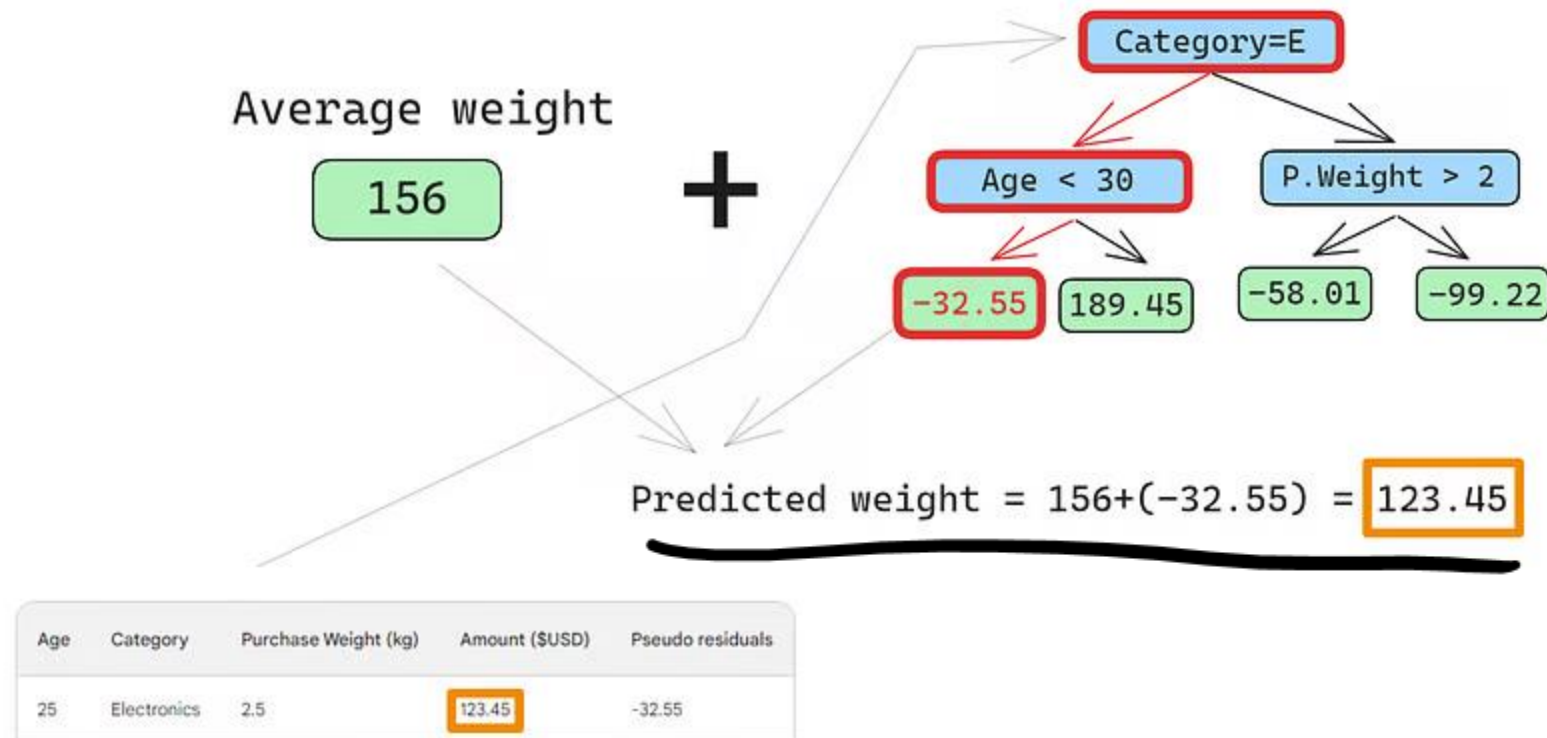 Category=E
Average weight
156
+
Age < 30
P.Weight > 2
-32.55
189.45
-58.01
-99.22
Predicted weight = 156+(-32.55) = 123.45
Age Category Purchase Weight (kg) Amount ($USD) Pseudo residuals
25 Electronics 2.5 123.45 -32.55